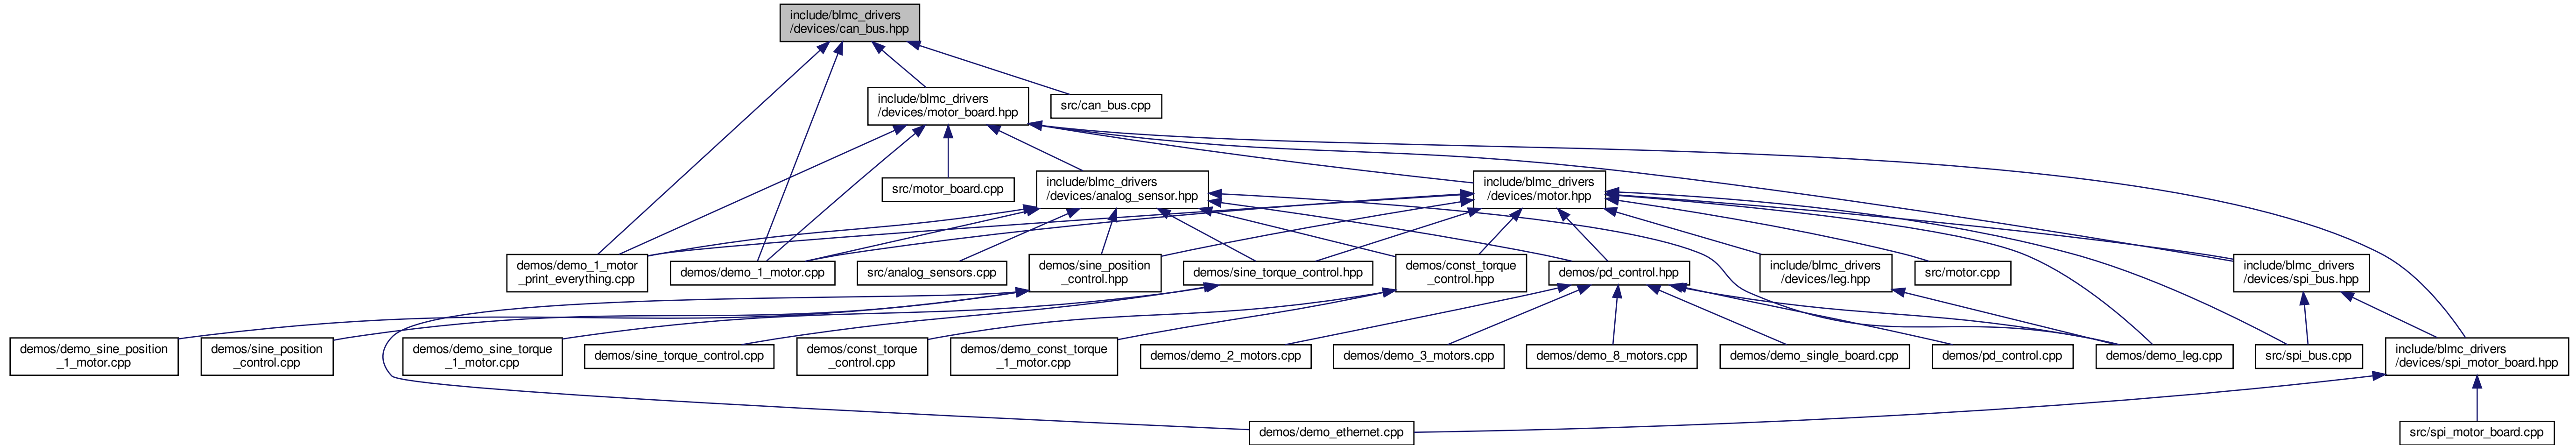 include/blmc_drivers
/devices/can_bus.hpp
include/blmc_drivers
/devices/motor_board.hpp
src/can_bus.cpp
src/motor_board.cpp
include/blmc_drivers
/devices/analog_sensor.hpp
include/blmc_drivers
/devices/motor.hpp
demos/demo_1_motor
_print_everything.cpp
demos/demo_1_motor.cpp
src/analog_sensors.cpp
demos/sine_position
_control.hpp
demos/sine_torque_control.hpp
demos/const_torque
_control.hpp
demos/pd_control.hpp
include/blmc_drivers
/devices/leg.hpp
src/motor.cpp
include/blmc_drivers
/devices/spi_bus.hpp
demos/demo_sine_position
_1_motor.cpp
demos/sine_position
_control.cpp
demos/demo_sine_torque
_1_motor.cpp
demos/sine_torque_control.cpp
demos/const_torque
_control.cpp
demos/demo_const_torque
_1_motor.cpp
demos/demo_2_motors.cpp
demos/demo_3_motors.cpp
demos/demo_8_motors.cpp
demos/demo_single_board.cpp
demos/pd_control.cpp
demos/demo_leg.cpp
src/spi_bus.cpp
include/blmc_drivers
/devices/spi_motor_board.hpp
demos/demo_ethernet.cpp
src/spi_motor_board.cpp